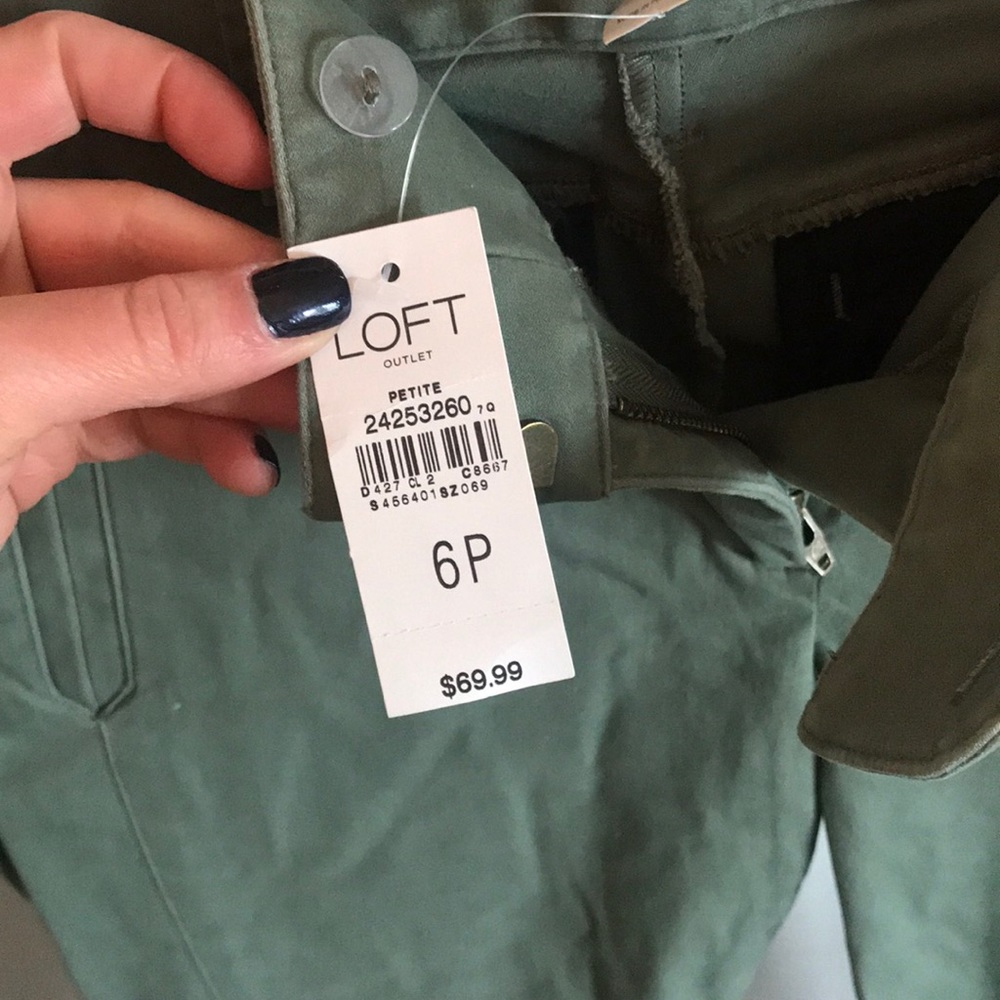 LOFT
OUTLET
PETITE
24253260 7Q
D427 CL 2 C8667
S456401SZ069
6P
$69.99